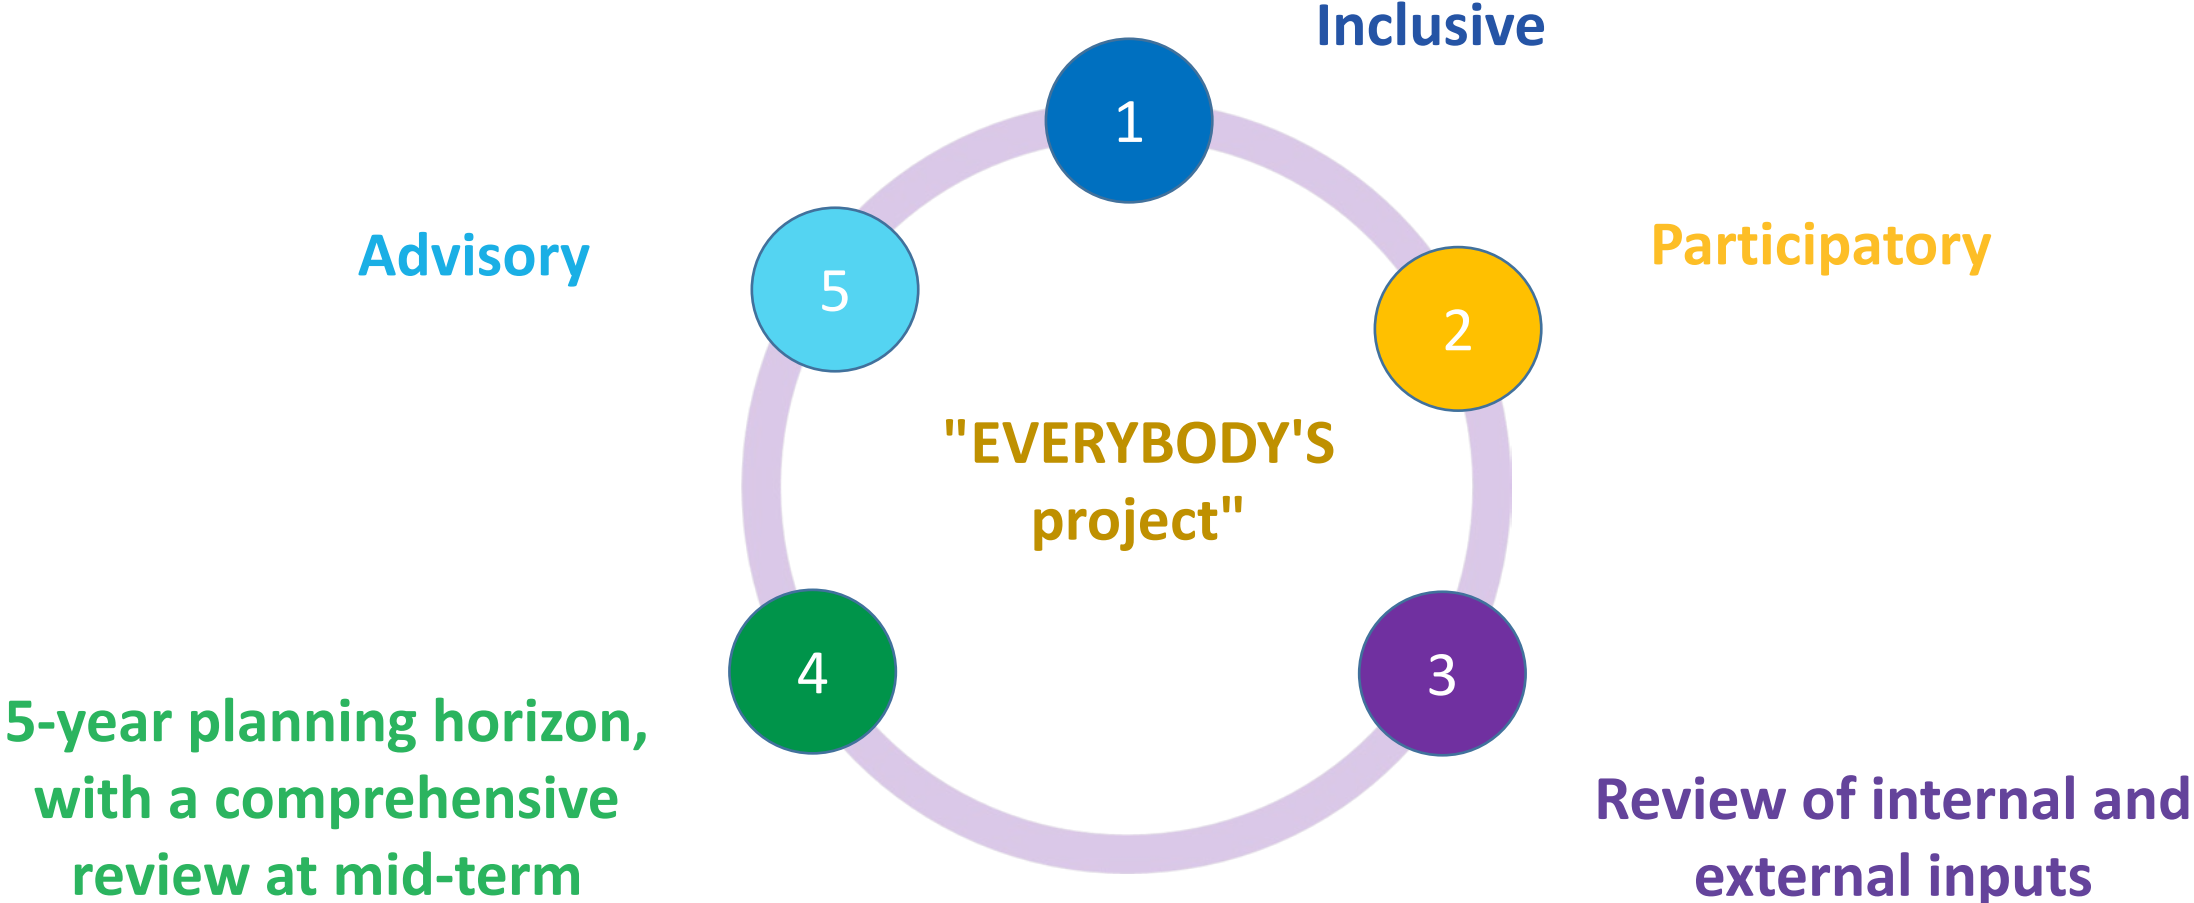 Inclusive
1
Participatory
2
Advisory
5
"EVERYBODY'S
project"
3
Review of internal and
external inputs
4
5-year planning horizon,
with a comprehensive
review at mid-term